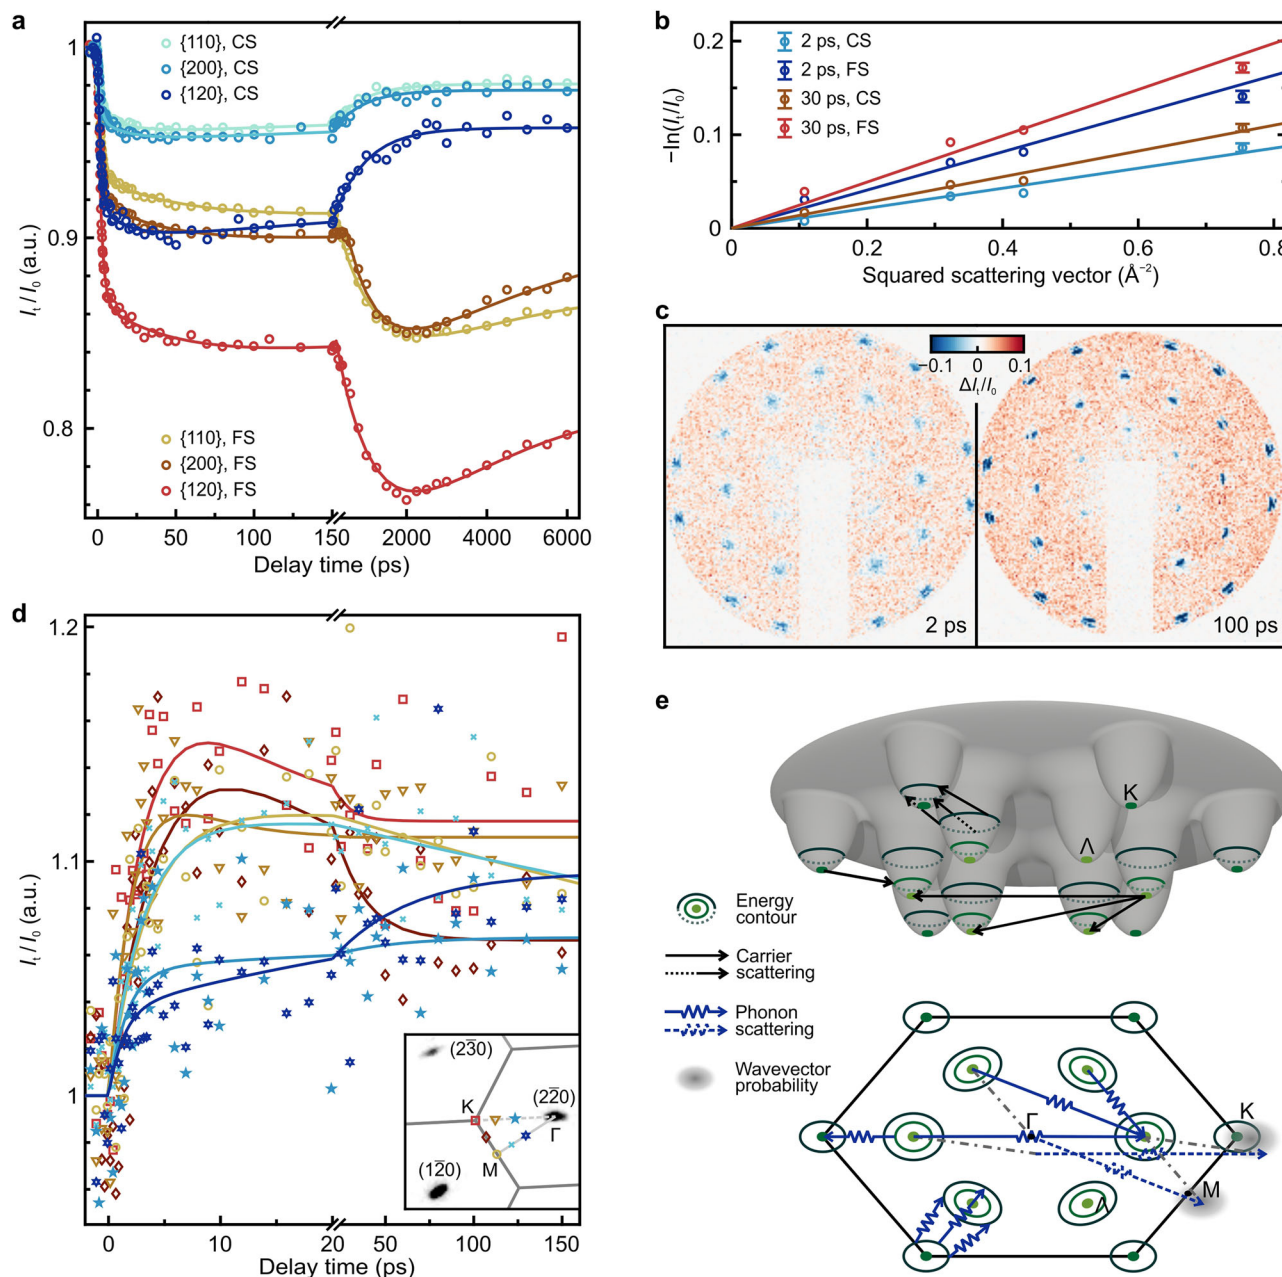 a
1
0.9
0.8
I_t / I_0 (a.u.)
{110}, CS
{200}, CS
{120}, CS
{110}, FS
{200}, FS
{120}, FS
0 50 100 150 2000 4000 6000
Delay time (ps)
b
0.2
0.1
0
−ln(I_t/I_0)
2 ps, CS
2 ps, FS
30 ps, CS
30 ps, FS
0 0.2 0.4 0.6 0.8
Squared scattering vector (Å⁻²)
c
−0.1 0 0.1
ΔI_t/I_0
2 ps
100 ps
d
1.2
1.10
1
I_t / I_0 (a.u.)
(23̄0)
(22̄0)
K
Γ
M
(12̄0)
0 10 20 50 100 150
Delay time (ps)
e
K
Λ
Energy
contour
Carrier
scattering
Phonon
scattering
Wavevector
probability
Γ
K
M
Λ